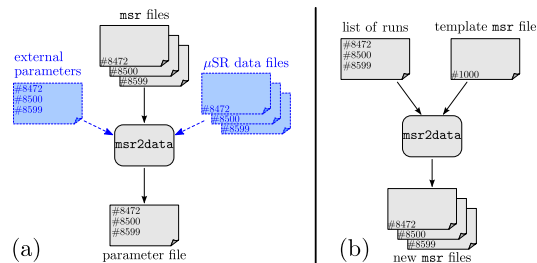 msr files
#8472
#8500
#8599
external
parameters
#8472
#8500
#8599
μSR data files
#8472
#8500
#8599
msr2data
#8472
#8500
#8599
parameter file
(a)
list of runs
#8472
#8500
#8599
template msr file
#1000
msr2data
#8472
#8500
#8599
new msr files
(b)